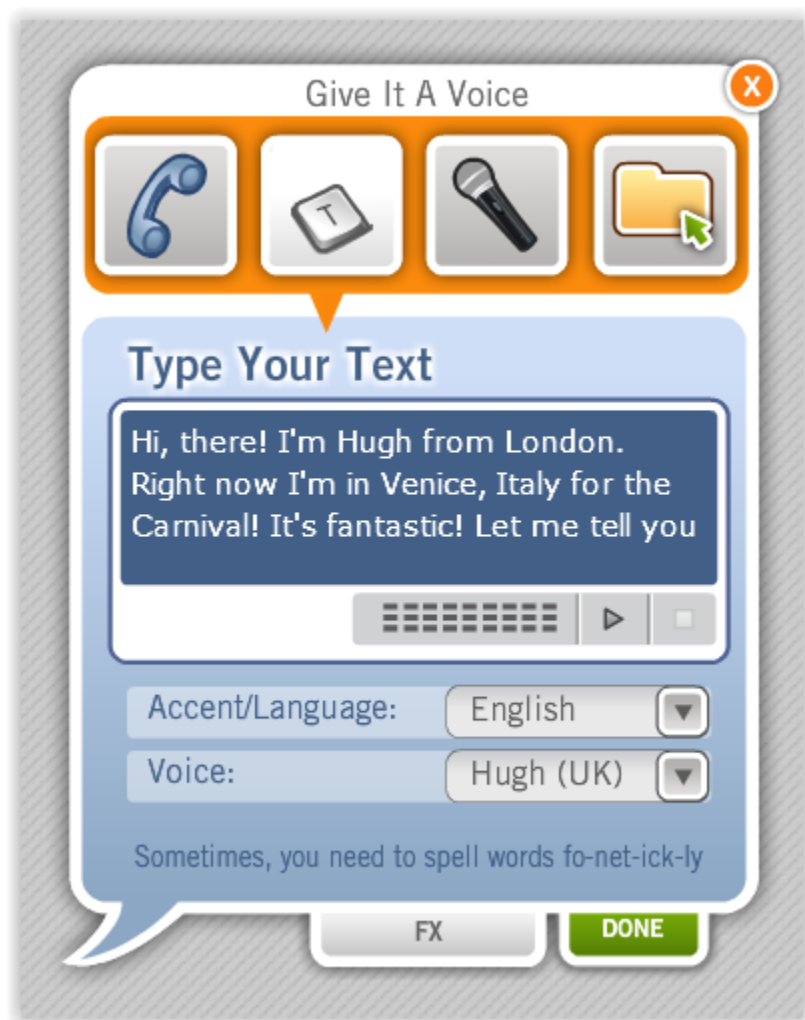 Give It A Voice
X
T
Type Your Text
Hi, there! I'm Hugh from London.
Right now I'm in Venice, Italy for the
Carnival! It's fantastic! Let me tell you
Accent/Language: English
Voice: Hugh (UK)
Sometimes, you need to spell words fo-net-ick-ly
FX DONE